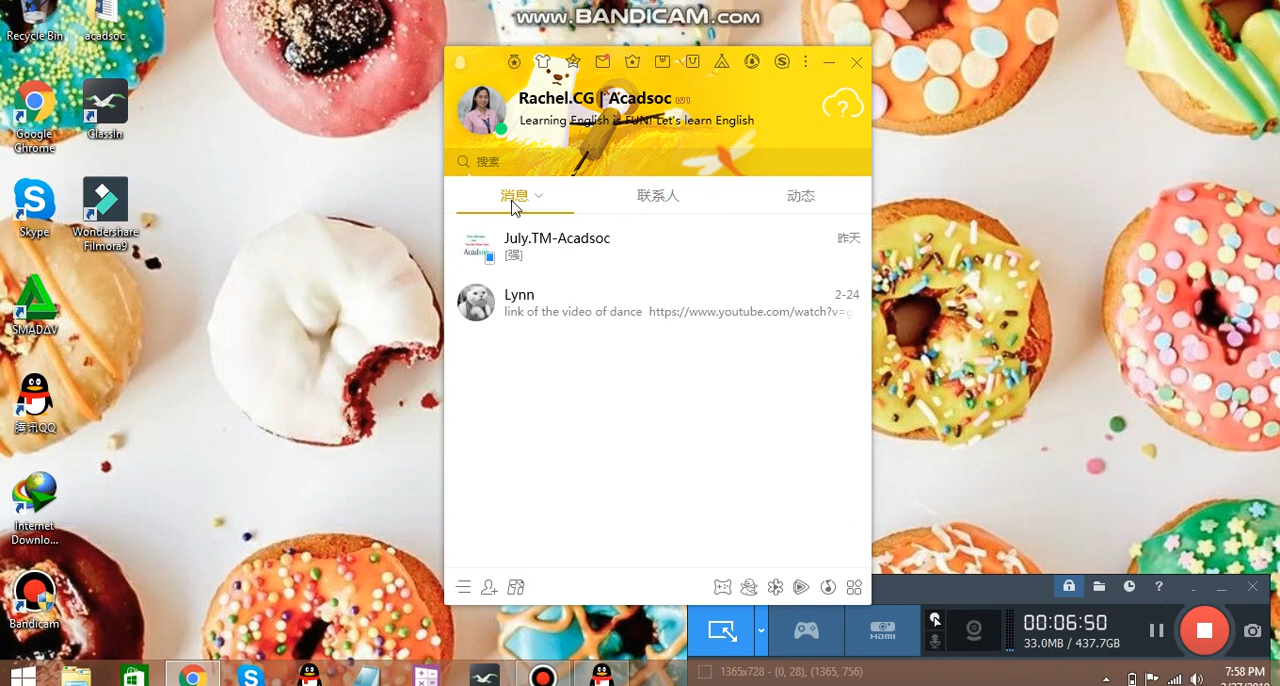 www.BANDICAM.com
Recycle Bin
acadsoc
Google
Chrome
ClassIn
Skype
Wondershare
Filmora9
SMADΔV
腾讯QQ
Internet
Downlo...
Bandicam
Rachel.CG | Acadsoc
Learning English is FUN! Let's learn English
搜索
消息
联系人
动态
July.TM-Acadsoc
昨天
[强]
Lynn
2-24
link of the video of dance https://www.youtube.com/watch?v=g
HDMI
00:06:50
33.0MB / 437.7GB
1365x728 - (0, 28), (1365, 756)
7:58 PM